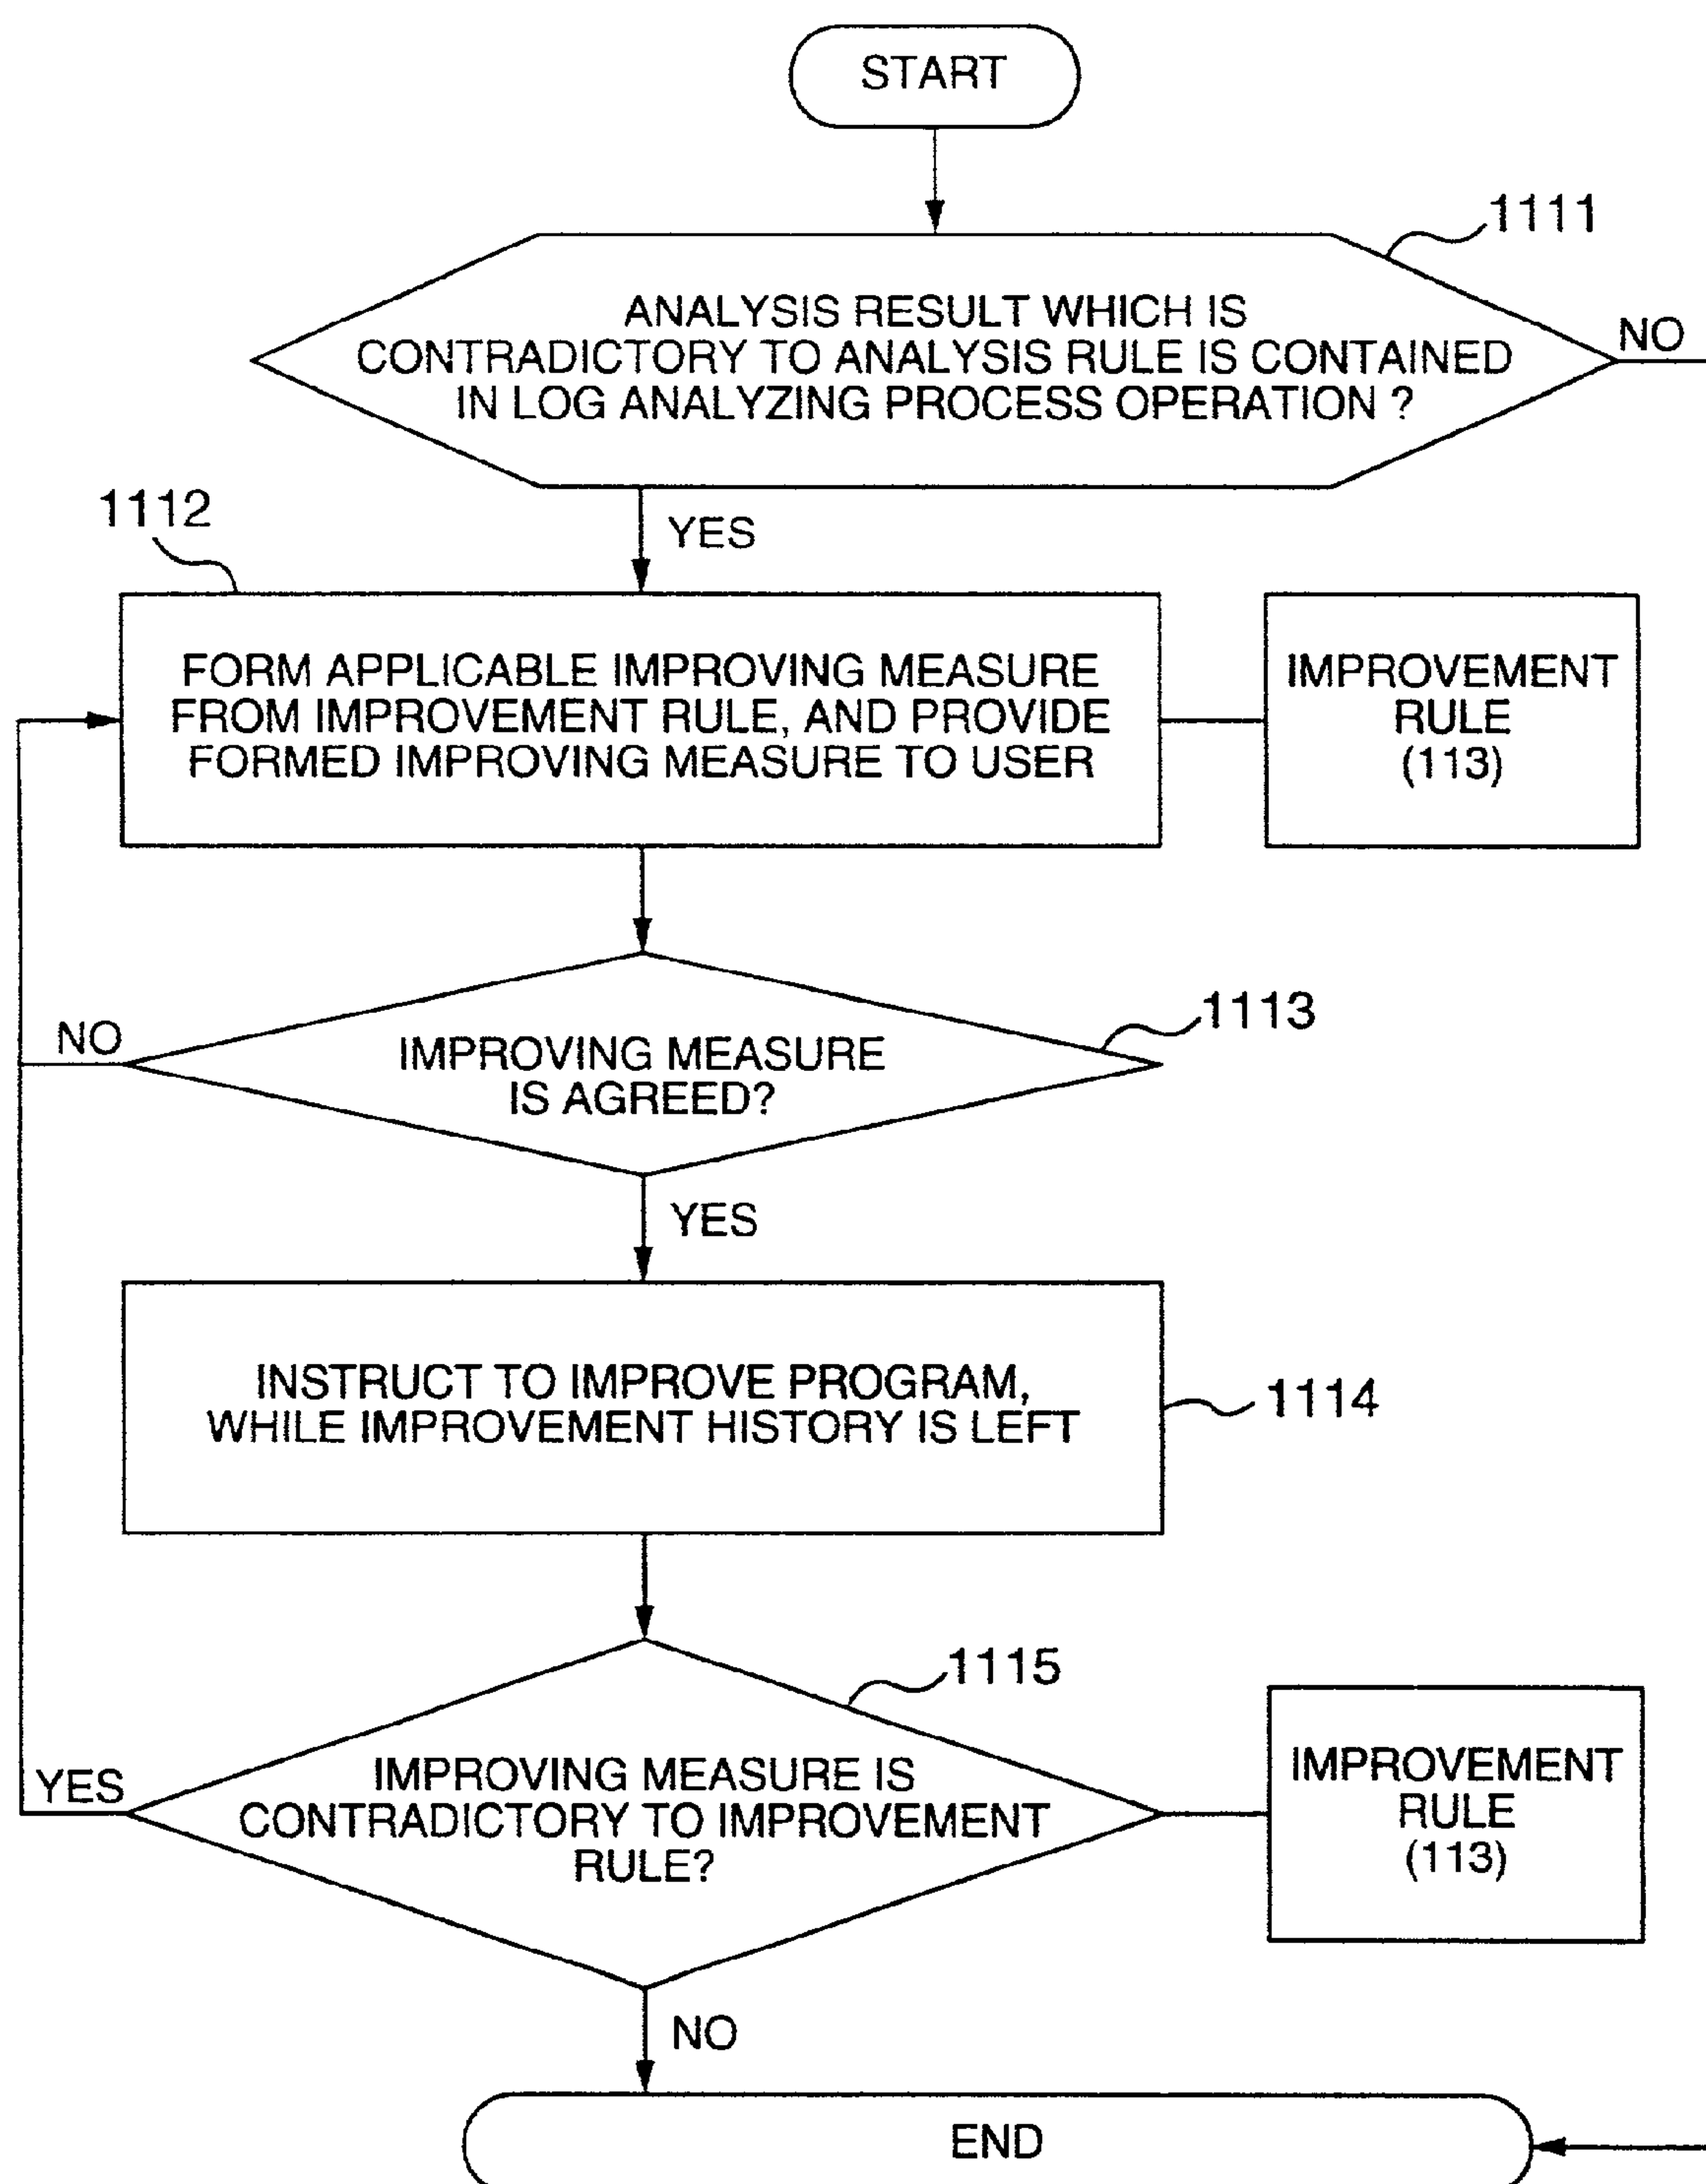 START
1111
ANALYSIS RESULT WHICH IS
CONTRADICTORY TO ANALYSIS RULE IS CONTAINED
IN LOG ANALYZING PROCESS OPERATION ?
NO
1112
YES
FORM APPLICABLE IMPROVING MEASURE
FROM IMPROVEMENT RULE, AND PROVIDE
FORMED IMPROVING MEASURE TO USER
IMPROVEMENT
RULE
(113)
1113
NO
IMPROVING MEASURE
IS AGREED?
YES
INSTRUCT TO IMPROVE PROGRAM,
WHILE IMPROVEMENT HISTORY IS LEFT
1114
1115
YES
IMPROVING MEASURE IS
CONTRADICTORY TO IMPROVEMENT
RULE?
IMPROVEMENT
RULE
(113)
NO
END